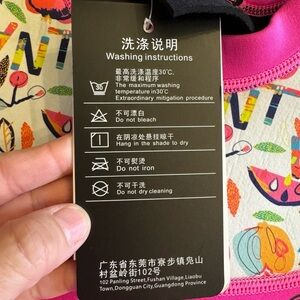 洗涤说明
Washing instructions
最高洗涤温度30℃.
非常缓和程序
The maximum washing
temperature in30℃
Extraordinary mitigation procedure
30
不可漂白
Do not bleach
在阴凉处悬挂晾干
Hang in the shade to dry
不可熨烫
Do not iron
不可干洗
Do not dry cleaning
广东省东莞市寮步镇凫山
村盆岭街102号
102 Panling Street,Fushan Village,Liaobu
Town,Dongguan City,Guangdong Province